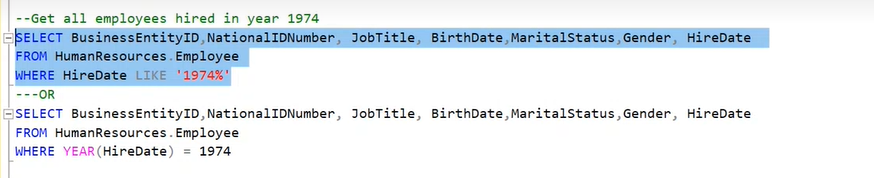 --Get all employees hired in year 1974
SELECT BusinessEntityID,NationalIDNumber, JobTitle, BirthDate,MaritalStatus,Gender, HireDate
FROM HumanResources.Employee
WHERE HireDate LIKE '1974%'
---OR
SELECT BusinessEntityID,NationalIDNumber, JobTitle, BirthDate,MaritalStatus,Gender, HireDate
FROM HumanResources.Employee
WHERE YEAR(HireDate) = 1974